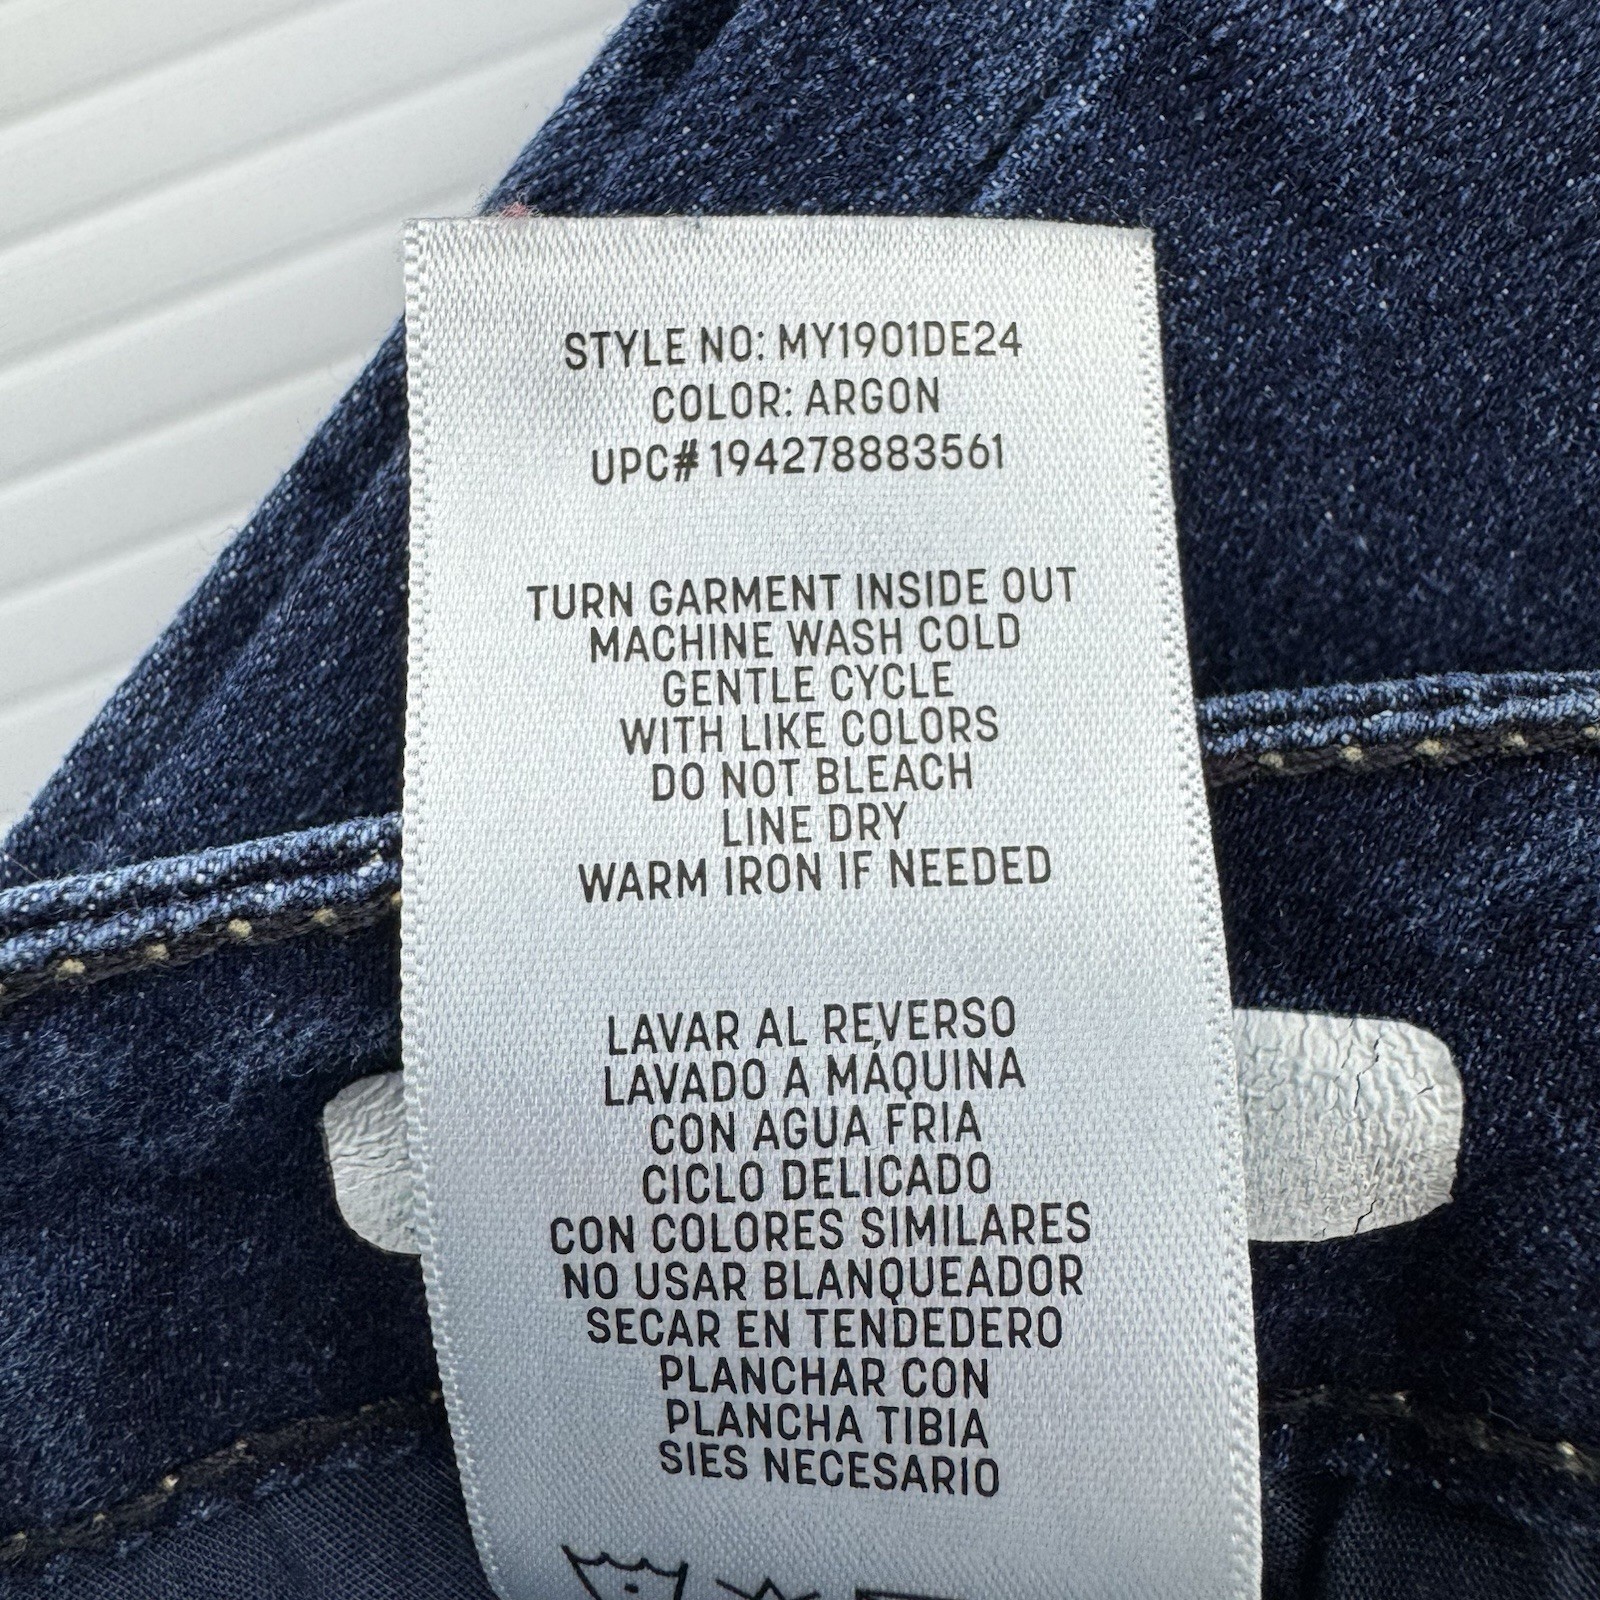 STYLE NO: MY1901DE24
COLOR: ARGON
UPC# 194278883561
TURN GARMENT INSIDE OUT
MACHINE WASH COLD
GENTLE CYCLE
WITH LIKE COLORS
DO NOT BLEACH
LINE DRY
WARM IRON IF NEEDED
LAVAR AL REVERSO
LAVADO A MÁQUINA
CON AGUA FRIA
CICLO DELICADO
CON COLORES SIMILARES
NO USAR BLANQUEADOR
SECAR EN TENDEDERO
PLANCHAR CON
PLANCHA TIBIA
SIES NECESARIO